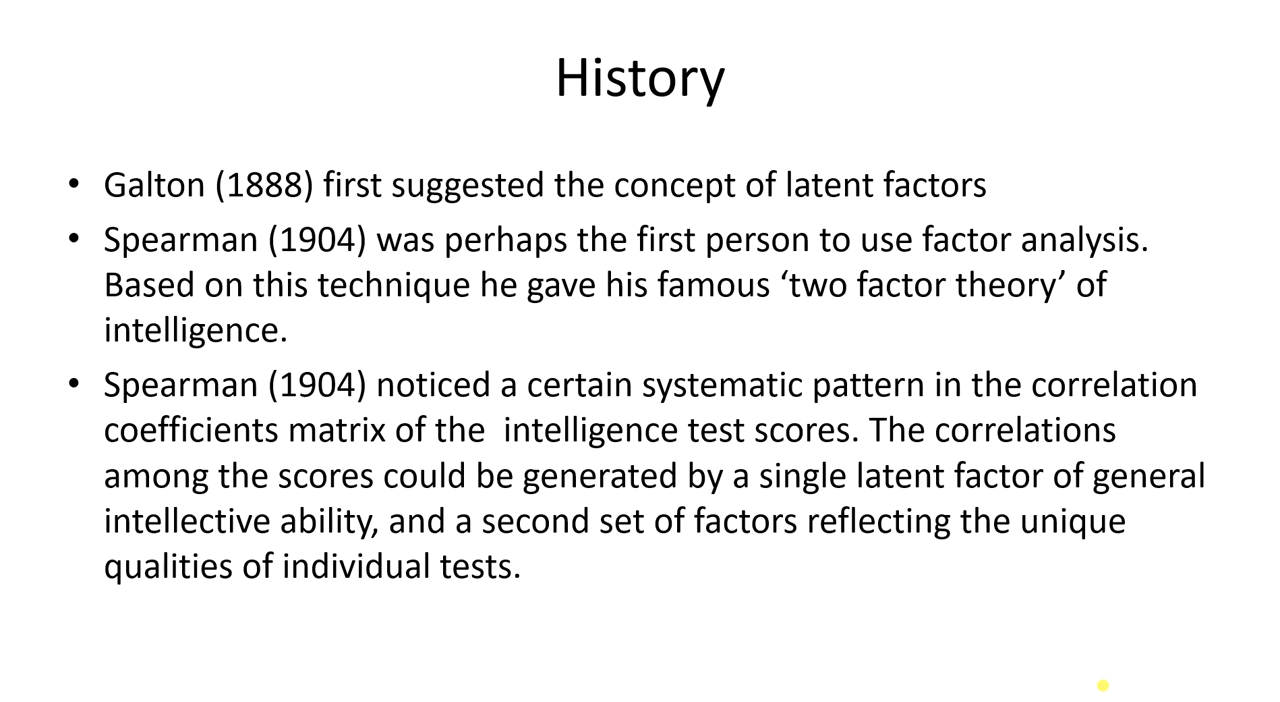 History
• Galton (1888) first suggested the concept of latent factors
• Spearman (1904) was perhaps the first person to use factor analysis.
Based on this technique he gave his famous ‘two factor theory’ of
intelligence.
• Spearman (1904) noticed a certain systematic pattern in the correlation
coefficients matrix of the  intelligence test scores. The correlations
among the scores could be generated by a single latent factor of general
intellective ability, and a second set of factors reflecting the unique
qualities of individual tests.